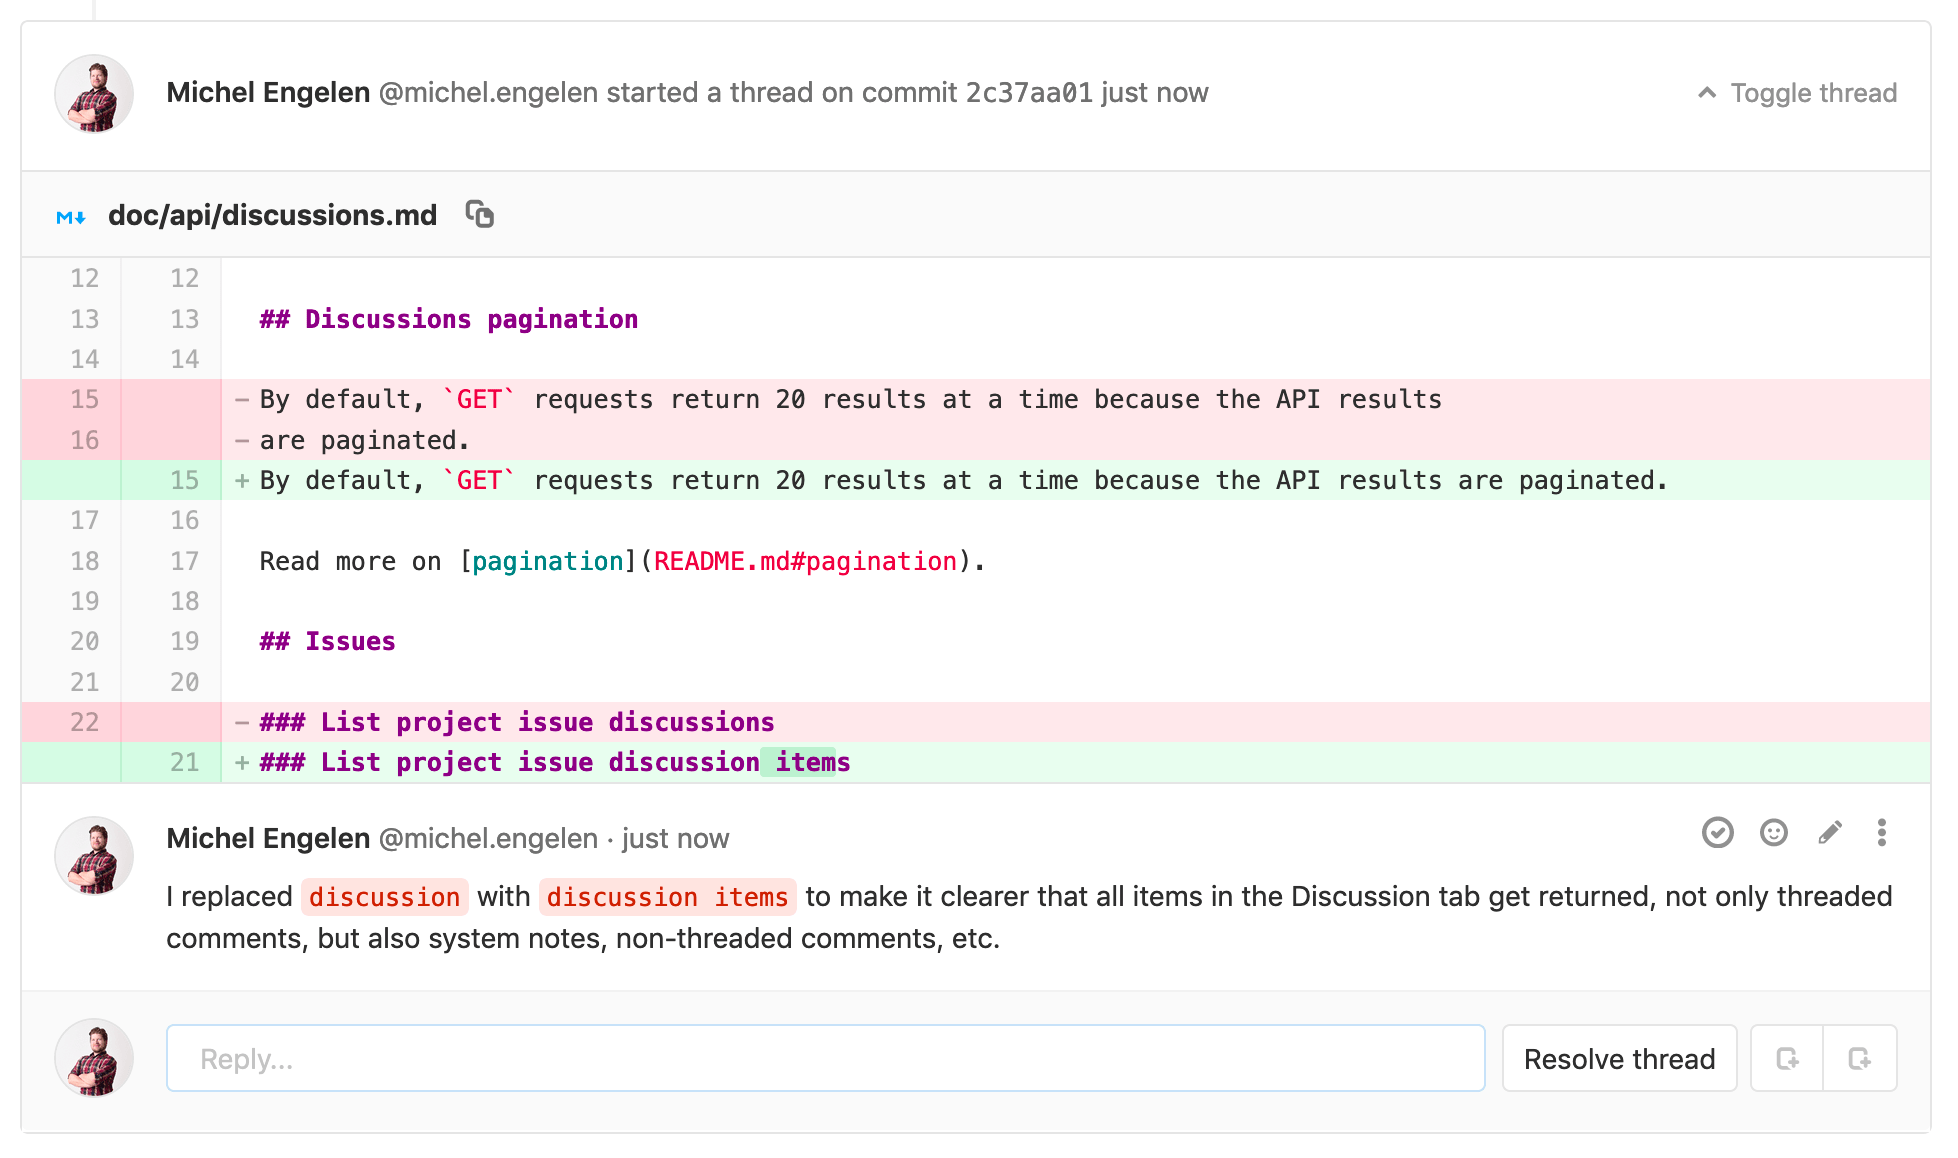 Michel Engelen @michel.engelen started a thread on commit 2c37aa01 just now
Toggle thread
M doc/api/discussions.md
12 12
13 13 ## Discussions pagination
14 14
15 - By default, `GET` requests return 20 results at a time because the API results
16 - are paginated.
15 + By default, `GET` requests return 20 results at a time because the API results are paginated.
17 16
18 17 Read more on [pagination](README.md#pagination).
19 18
20 19 ## Issues
21 20
22 - ### List project issue discussions
21 + ### List project issue discussion items
Michel Engelen @michel.engelen · just now
I replaced discussion with discussion items to make it clearer that all items in the Discussion tab get returned, not only threaded
comments, but also system notes, non-threaded comments, etc.
Reply...
Resolve thread